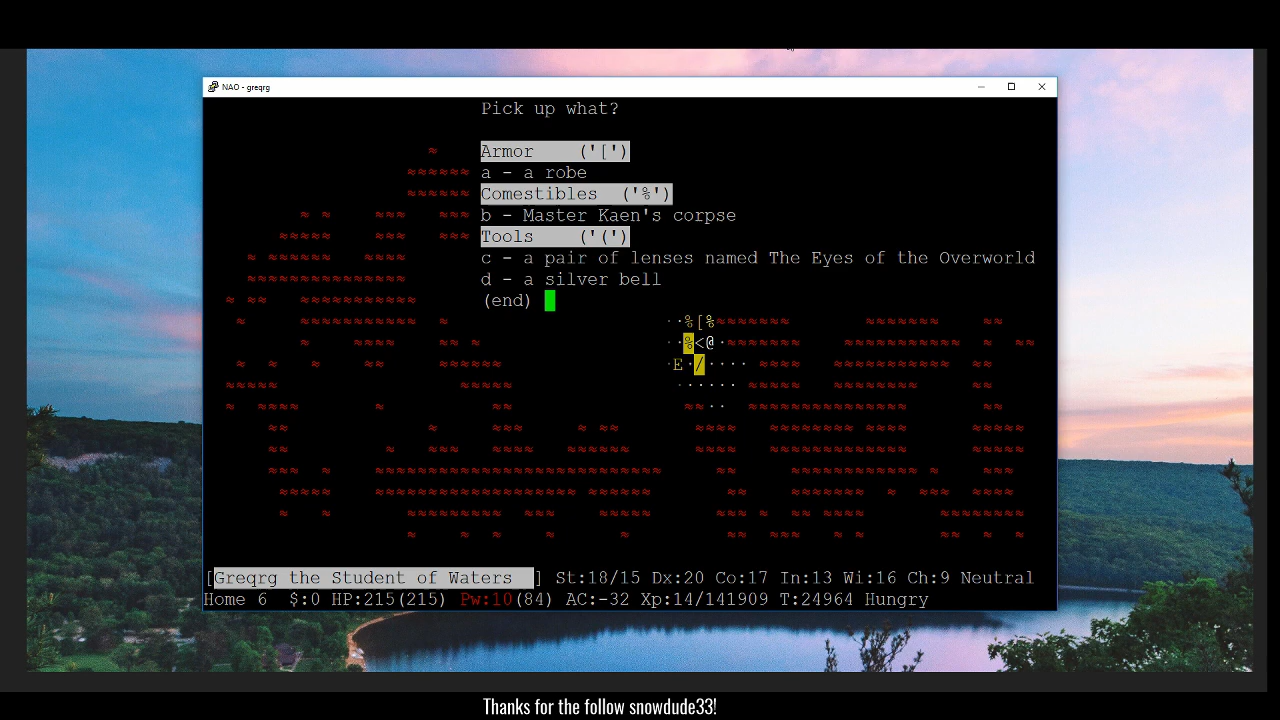 NAO - greqrg
Pick up what?
Armor ('[')
a - a robe
Comestibles ('%')
b - Master Kaen's corpse
Tools ('(')
c - a pair of lenses named The Eyes of the Overworld
d - a silver bell
(end)
[Greqrg the Student of Waters ] St:18/15 Dx:20 Co:17 In:13 Wi:16 Ch:9 Neutral
Home 6 $:0 HP:215(215) Pw:10(84) AC:-32 Xp:14/141909 T:24964 Hungry
Thanks for the follow snowdude33!